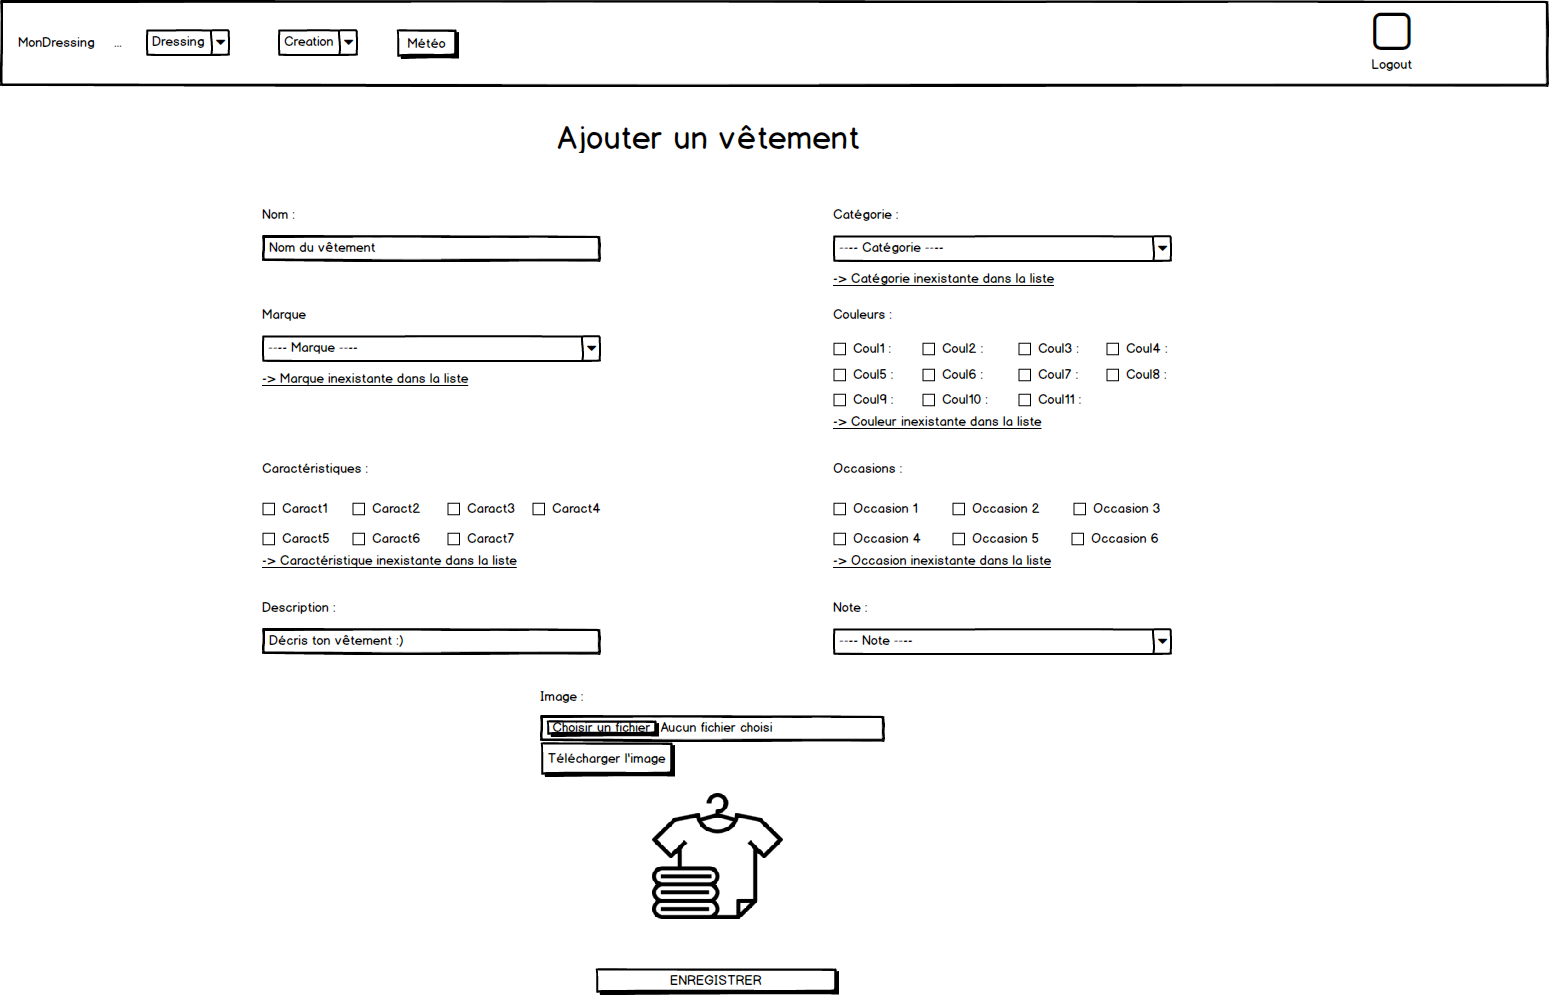 MonDressing ... Dressing Creation Météo
Logout
Ajouter un vêtement
Nom :
Nom du vêtement
Catégorie :
---- Catégorie ----
-> Catégorie inexistante dans la liste
Marque
---- Marque ----
-> Marque inexistante dans la liste
Couleurs :
Coul1 : Coul2 : Coul3 : Coul4 :
Coul5 : Coul6 : Coul7 : Coul8 :
Coul9 : Coul10 : Coul11 :
-> Couleur inexistante dans la liste
Caractéristiques :
Caract1 Caract2 Caract3 Caract4
Caract5 Caract6 Caract7
-> Caractéristique inexistante dans la liste
Occasions :
Occasion 1 Occasion 2 Occasion 3
Occasion 4 Occasion 5 Occasion 6
-> Occasion inexistante dans la liste
Description :
Décris ton vêtement :)
Note :
---- Note ----
Image :
Choisir un fichier Aucun fichier choisi
Télécharger l'image
ENREGISTRER